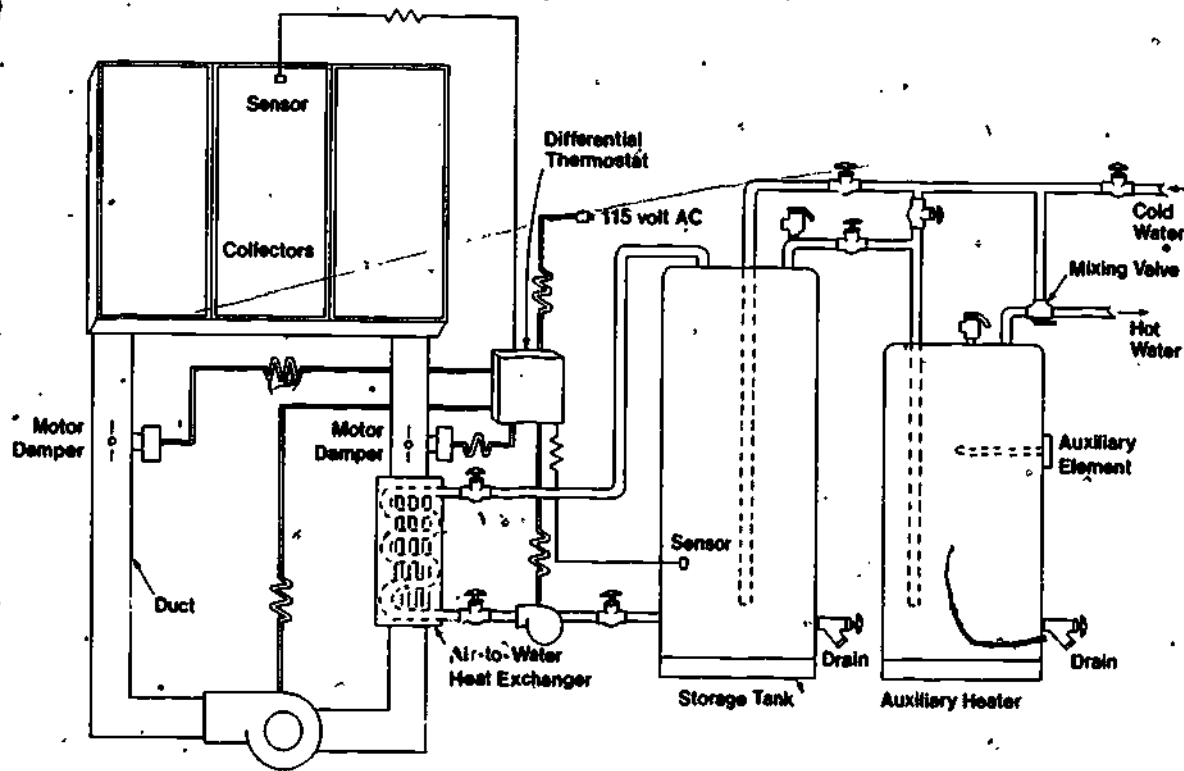 Sensor
Differential
Thermostat
115 volt AC
Collectors
Cold
Water
Mixing Valve
Hot
Water
Motor
Damper
Motor
Damper
Auxiliary
Element
Sensor
Duct
Air-to-Water
Heat Exchanger
Drain
Drain
Storage Tank
Auxiliary Heater